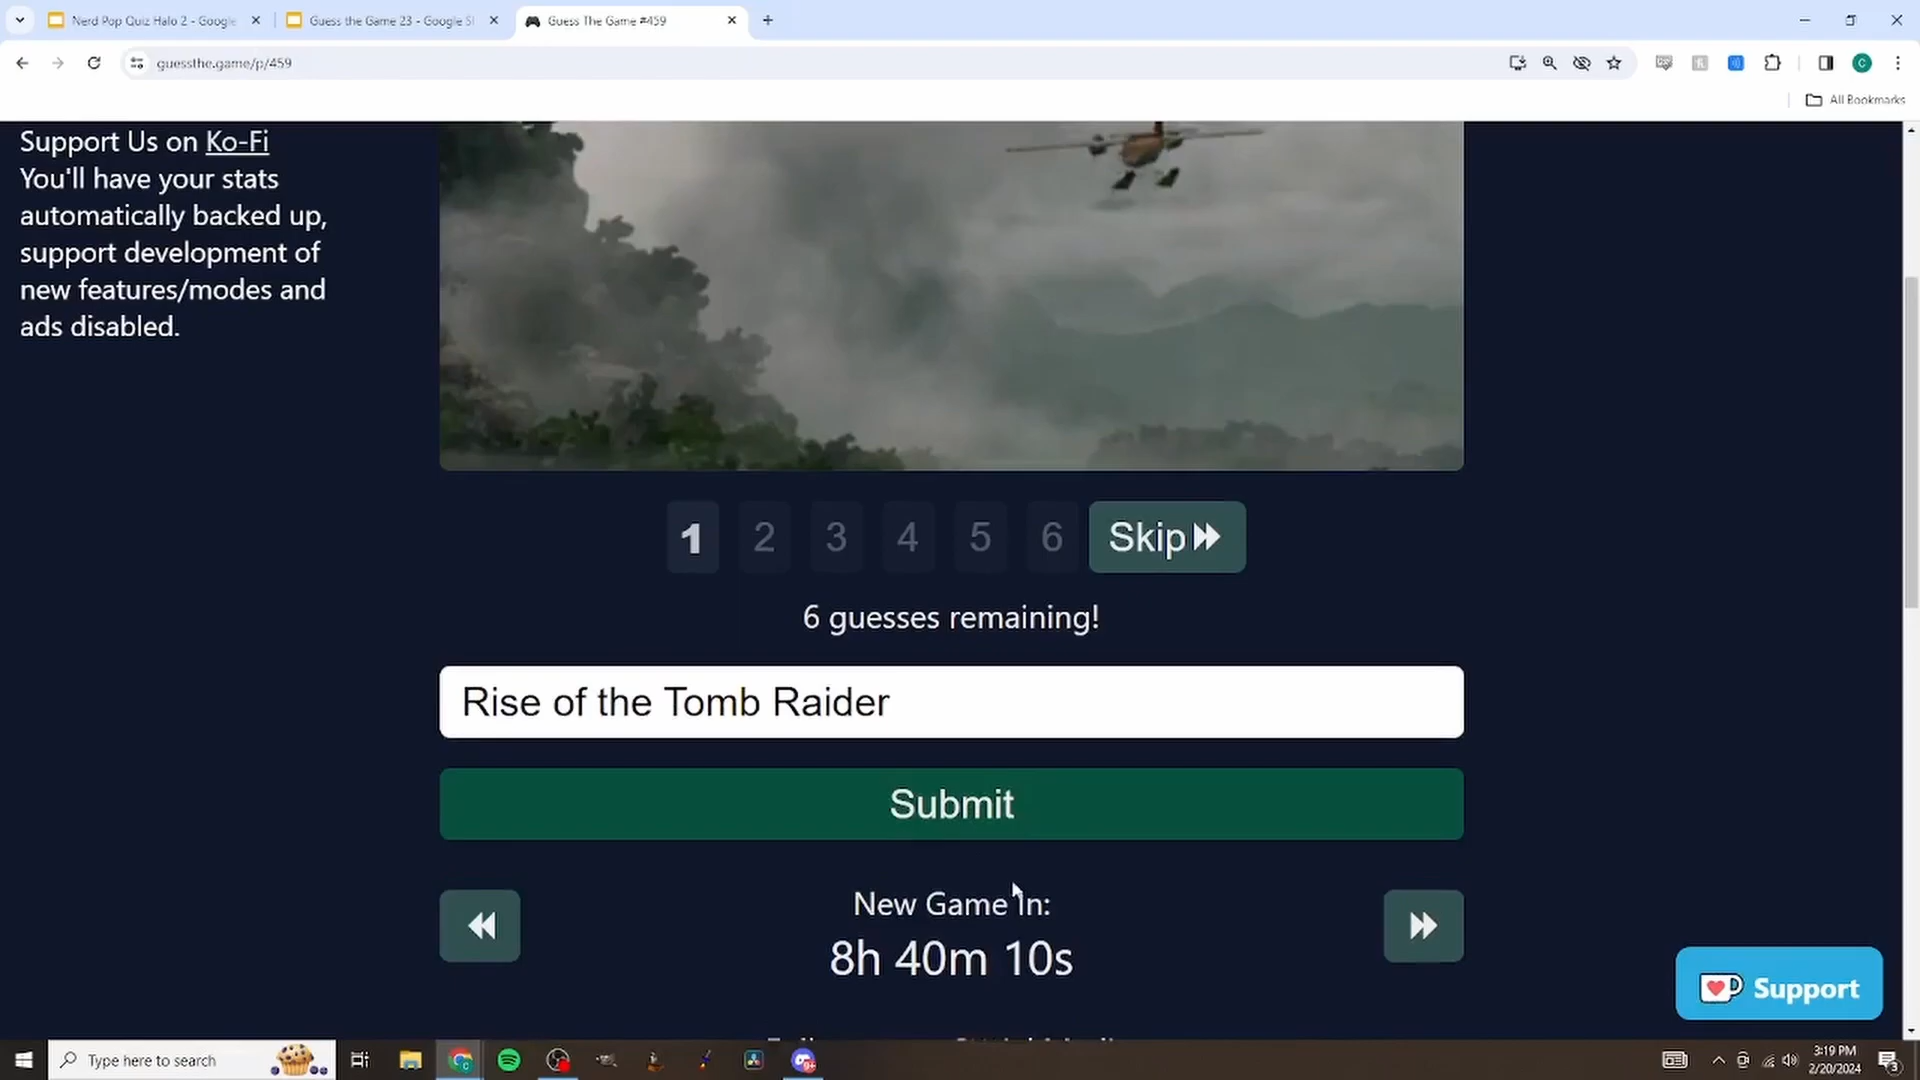 Nerd Pop Quiz Halo 2 - Google
Guess the Game 23 - Google Sl
Guess The Game #459
guessthe.game/p/459
All Bookmarks
Support Us on Ko-Fi
You'll have your stats
automatically backed up,
support development of
new features/modes and
ads disabled.
1 2 3 4 5 6 Skip
6 guesses remaining!
Rise of the Tomb Raider
Submit
New Game In:
8h 40m 10s
Support
Type here to search
3:19 PM
2/20/2024
3